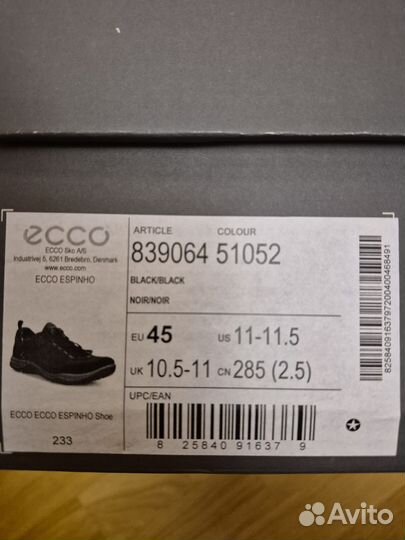 ecco
ECCO Sko A/S
Industrivej 5, 6261 Bredebro, Denmark
www.ecco.com
ECCO ESPINHO
ECCO ECCO ESPINHO Shoe
233
ARTICLE COLOUR
839064 51052
BLACK/BLACK
NOIR/NOIR
EU 45 US 11-11.5
UK 10.5-11 CN 285 (2.5)
UPC/EAN
8 25840 91637 9
82584091637972004004684 91
Avito